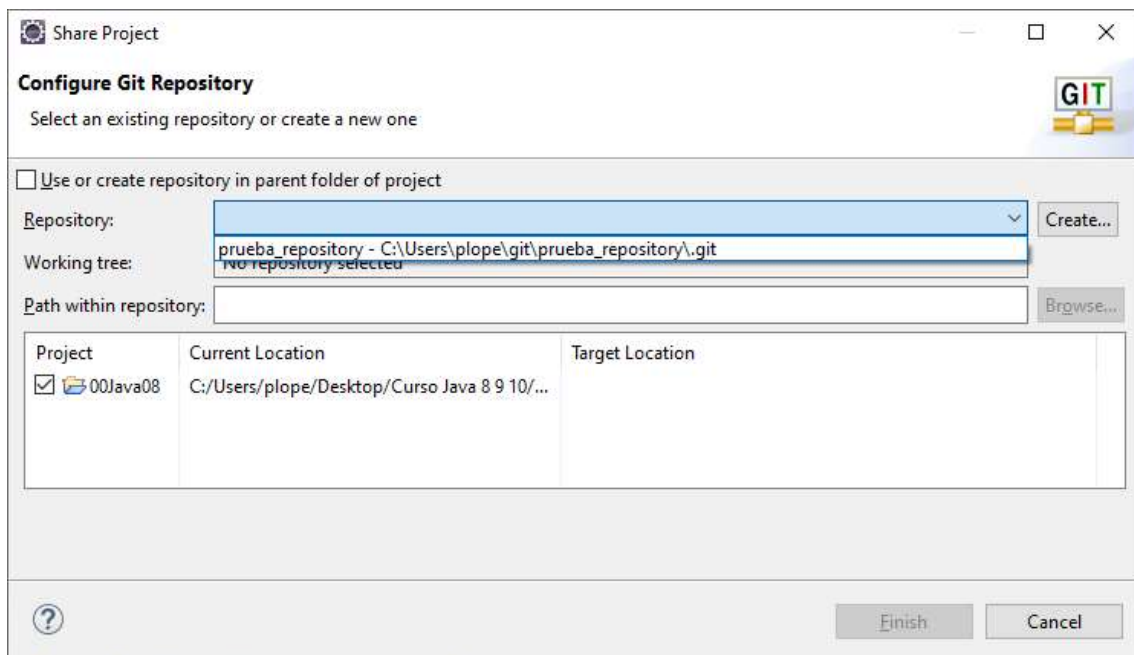 Share Project
Configure Git Repository
Select an existing repository or create a new one
GIT
Use or create repository in parent folder of project
Repository:
Create...
prueba_repository - C:\Users\plope\git\prueba_repository\.git
Working tree:
No repository selected
Path within repository:
Browse...
Project Current Location Target Location
00Java08 C:/Users/plope/Desktop/Curso Java 8 9 10/...
?
Finish Cancel